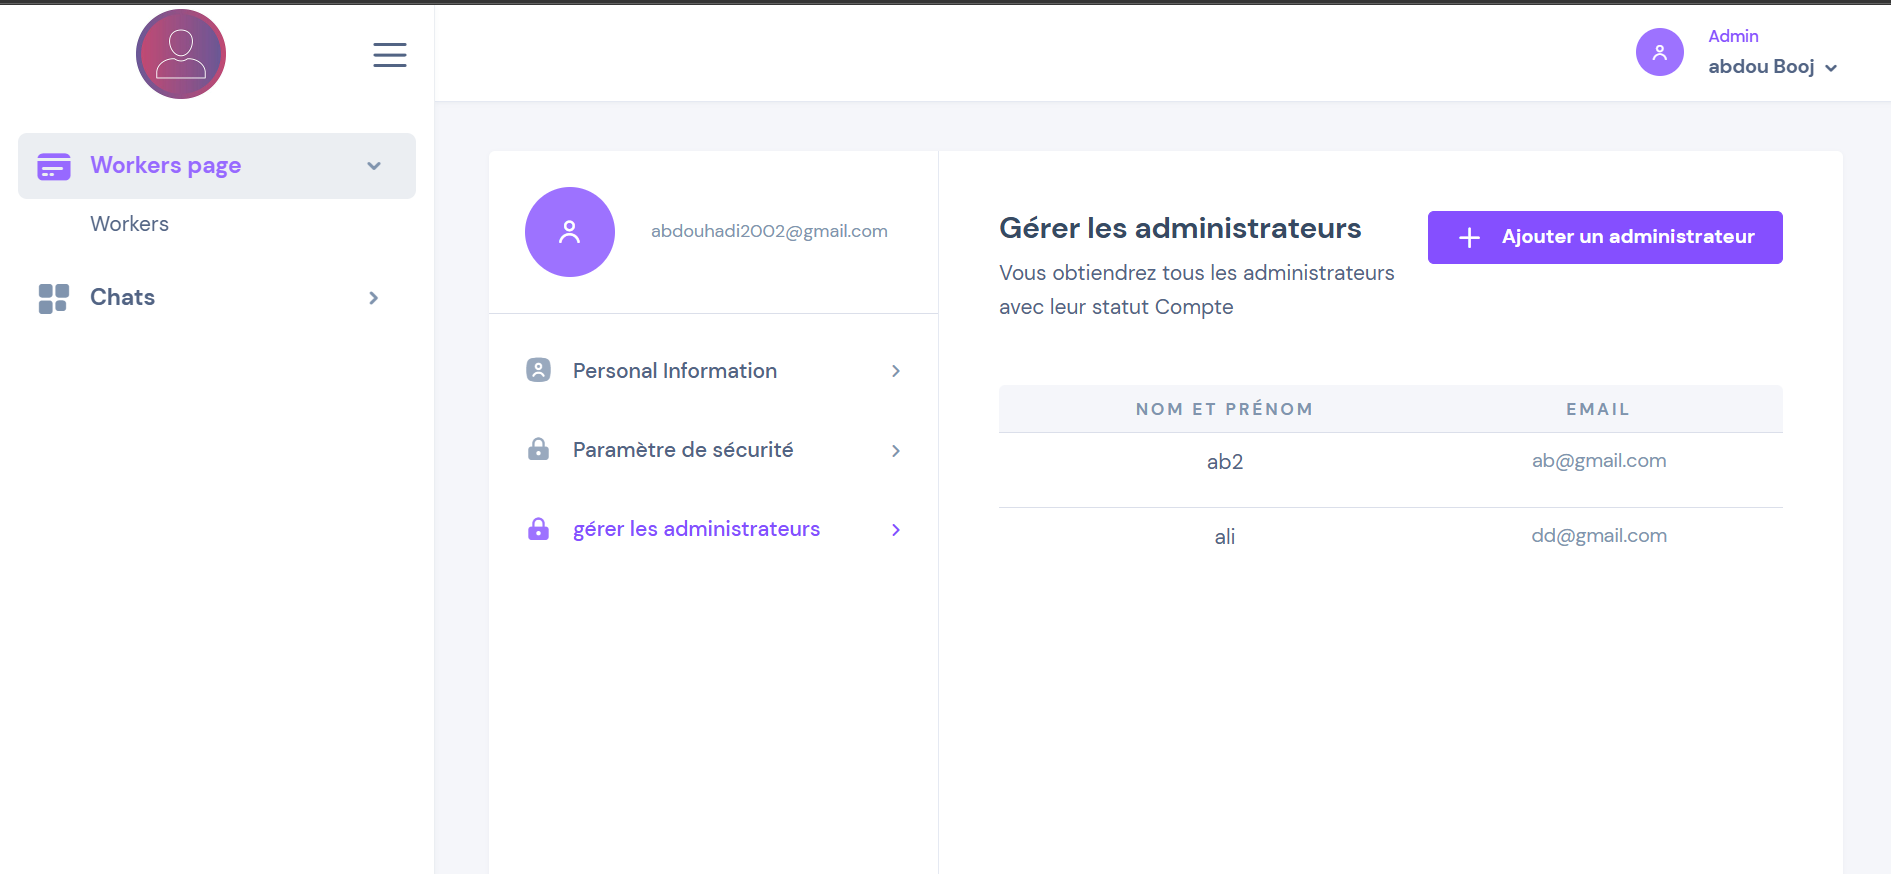 Admin
abdou Booj
Workers page
Workers
Chats
abdouhadi2002@gmail.com
Personal Information
Paramètre de sécurité
gérer les administrateurs
Gérer les administrateurs
Ajouter un administrateur
Vous obtiendrez tous les administrateurs
avec leur statut Compte
NOM ET PRÉNOM EMAIL
ab2 ab@gmail.com
ali dd@gmail.com